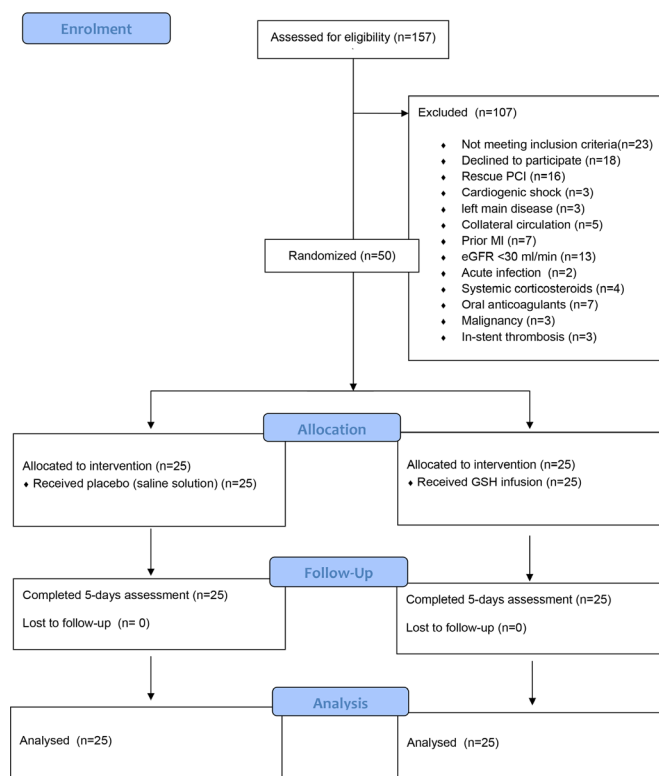 Enrolment
Assessed for eligibility (n=157)
Excluded (n=107)
♦ Not meeting inclusion criteria(n=23)
♦ Declined to participate (n=18)
♦ Rescue PCI (n=16)
♦ Cardiogenic shock (n=3)
♦ left main disease (n=3)
♦ Collateral circulation (n=5)
♦ Prior MI (n=7)
♦ eGFR <30 ml/min (n=13)
♦ Acute infection (n=2)
♦ Systemic corticosteroids (n=4)
♦ Oral anticoagulants (n=7)
♦ Malignancy (n=3)
♦ In-stent thrombosis (n=3)
Randomized (n=50)
Allocation
Allocated to intervention (n=25)
♦ Received placebo (saline solution) (n=25)
Allocated to intervention (n=25)
♦ Received GSH infusion (n=25)
Follow-Up
Completed 5-days assessment (n=25)
Lost to follow-up (n= 0)
Completed 5-days assessment (n=25)
Lost to follow-up (n=0)
Analysis
Analysed (n=25)
Analysed (n=25)